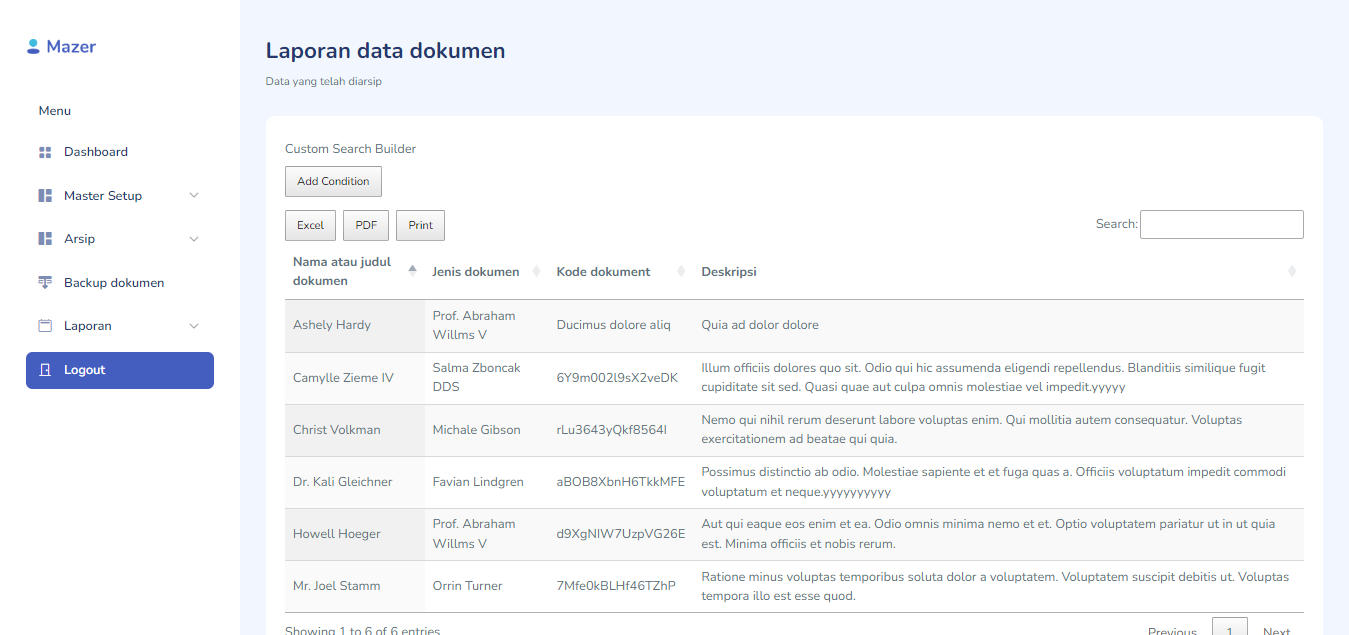 Mazer
Menu
Dashboard
Master Setup
Arsip
Backup dokumen
Laporan
Logout
Laporan data dokumen
Data yang telah diarsip
Custom Search Builder
Add Condition
Excel PDF Print Search:
Nama atau judul dokumen Jenis dokumen Kode dokument Deskripsi
Ashely Hardy
Prof. Abraham
Willms V
Ducimus dolore aliq
Quia ad dolor dolore
Camylle Zieme IV
Salma Zboncak
DDS
6Y9m002l9sX2veDK
Illum officiis dolores quo sit. Odio qui hic assumenda eligendi repellendus. Blanditiis similique fugit
cupiditate sit sed. Quasi quae aut culpa omnis molestiae vel impedit.yyyyy
Christ Volkman
Michale Gibson
rLu3643yQkf8564I
Nemo qui nihil rerum deserunt labore voluptas enim. Qui mollitia autem consequatur. Voluptas
exercitationem ad beatae qui quia.
Dr. Kali Gleichner
Favian Lindgren
aBOB8XbnH6TkkMFE
Possimus distinctio ab odio. Molestiae sapiente et et fuga quas a. Officiis voluptatum impedit commodi
voluptatum et neque.yyyyyyyyyy
Howell Hoeger
Prof. Abraham
Willms V
d9XgNIW7UzpVG26E
Aut qui eaque eos enim et ea. Odio omnis minima nemo et et. Optio voluptatem pariatur ut in ut quia
est. Minima officiis et nobis rerum.
Mr. Joel Stamm
Orrin Turner
7Mfe0kBLHf46TZhP
Ratione minus voluptas temporibus soluta dolor a voluptatem. Voluptatem suscipit debitis ut. Voluptas
tempora illo est esse quod.
Showing 1 to 6 of 6 entries
Previous 1 Next